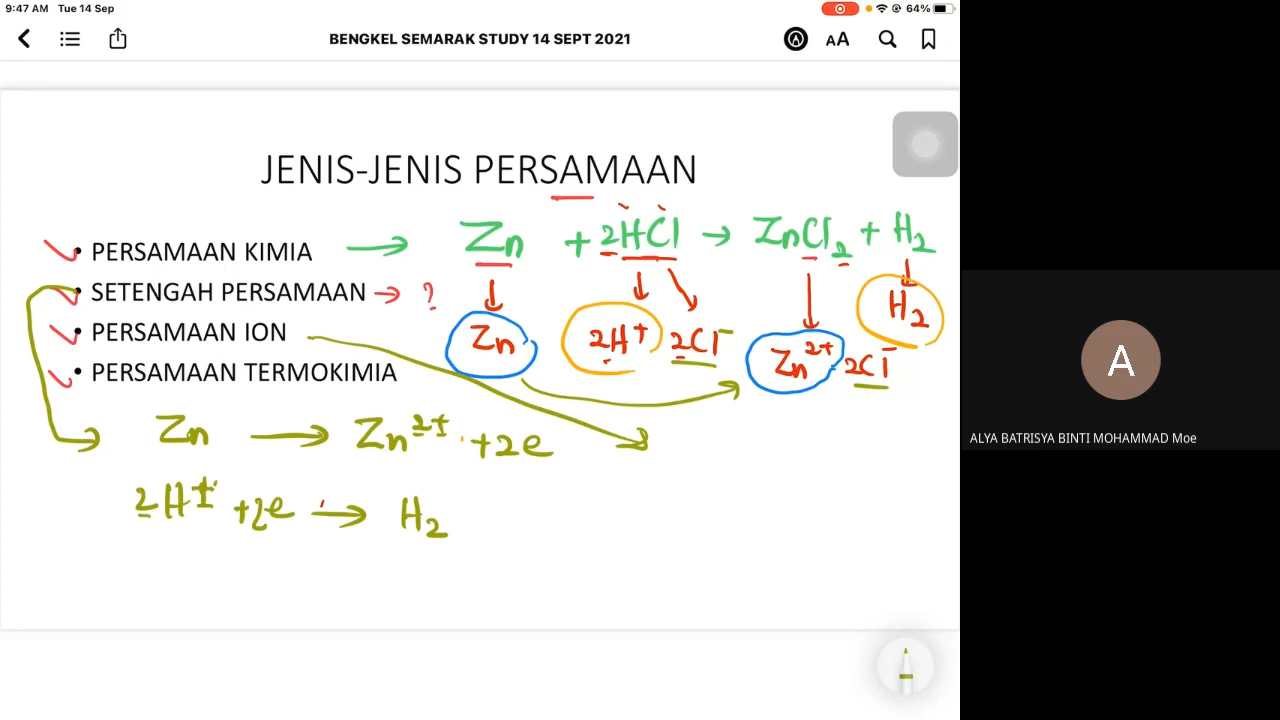 9:47 AM Tue 14 Sep 64%
BENGKEL SEMARAK STUDY 14 SEPT 2021
AA
JENIS-JENIS PERSAMAAN
• PERSAMAAN KIMIA → Zn + 2HCl → ZnCl₂ + H₂
• SETENGAH PERSAMAAN → ?
• PERSAMAAN ION
• PERSAMAAN TERMOKIMIA
Zn 2H⁺ 2Cl⁻ Zn²⁺ 2Cl⁻ H₂
Zn → Zn²⁺ + 2e
2H⁺ + 2e → H₂
A
ALYA BATRISYA BINTI MOHAMMAD Moe